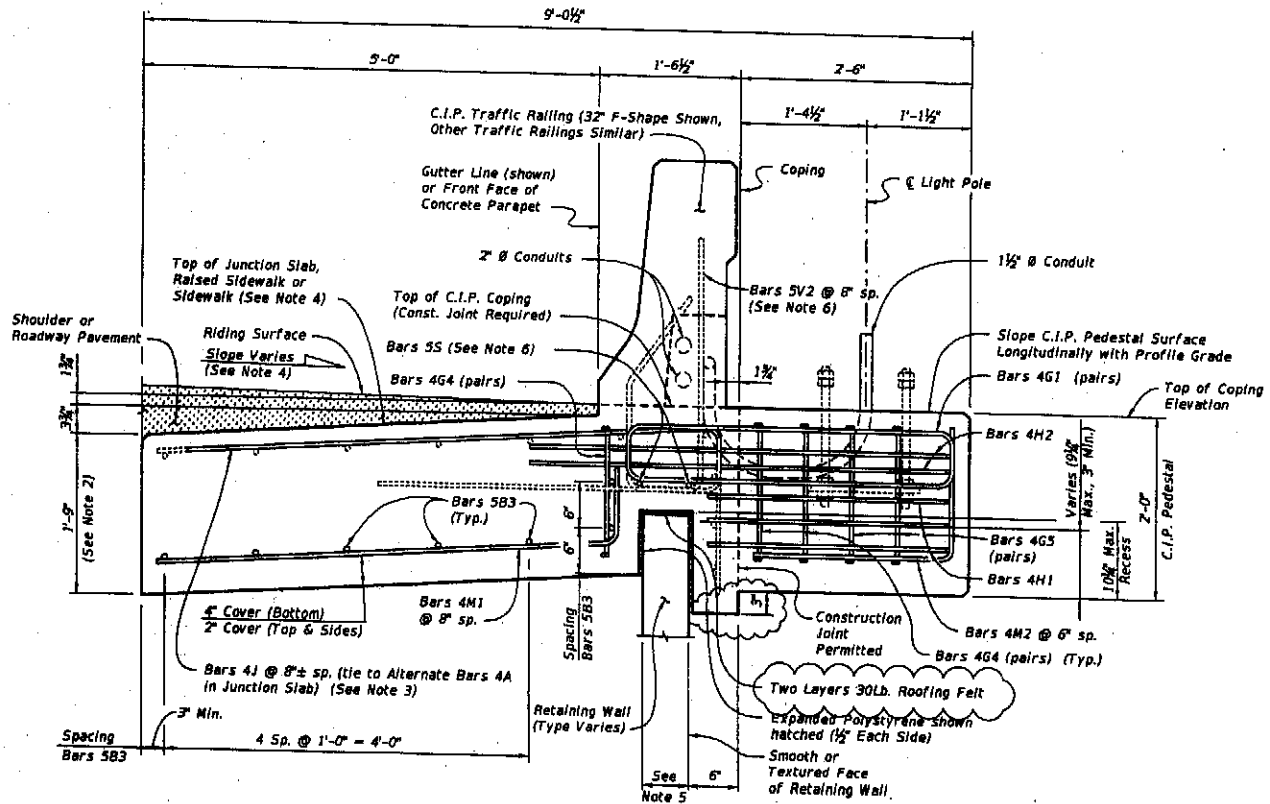 9'-0½"
5'-0"
1'-6½"
2'-6"
C.I.P. Traffic Railing (32" F-Shape Shown,
Other Traffic Railings Similar)
1'-4½"
1'-1½"
Gutter Line (shown)
or Front Face of
Concrete Parapet
Coping
℄ Light Pole
2" Ø Conduits
1½" Ø Conduit
Top of Junction Slab,
Raised Sidewalk or
Sidewalk (See Note 4)
Top of C.I.P. Coping
(Const. Joint Required)
Bars 5V2 @ 8" sp.
(See Note 6)
Shoulder or
Roadway Pavement
Riding Surface
Slope Varies
(See Note 4)
Bars 5S (See Note 6)
Slope C.I.P. Pedestal Surface
Longitudinally with Profile Grade
1¾"
Bars 4G4 (pairs)
1¾"
Bars 4G1 (pairs)
Top of Coping
Elevation
3¾"
Bars 4H2
1'-9"
(See Note 2)
Bars 5B3
(Typ.)
6"
6"
Varies (9¼"
Max., 3" Min.)
2'-0"
C.I.P. Pedestal
Bars 4G5
(pairs)
10¾" Max.
Recess
Bars 4H1
4" Cover (Bottom)
2" Cover (Top & Sides)
Bars 4M1
@ 8" sp.
Spacing
Bars 5B3
3"
Construction
Joint
Permitted
Bars 4M2 @ 6" sp.
Bars 4G4 (pairs) (Typ.)
Bars 4J @ 8"± sp. (tie to Alternate Bars 4A
in Junction Slab) (See Note 3)
Two Layers 30Lb. Roofing Felt
3" Min.
Retaining Wall
(Type Varies)
Expanded Polystyrene shown
hatched (½" Each Side)
Spacing
Bars 5B3
4 Sp. @ 1'-0" = 4'-0"
Smooth or
Textured Face
of Retaining Wall
See
Note 5
6"